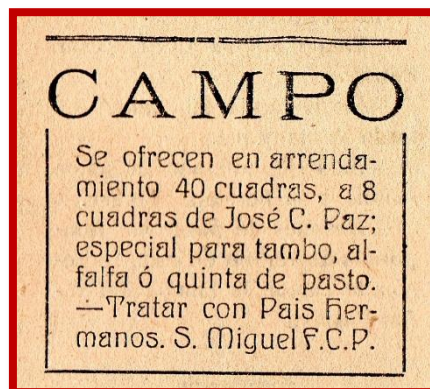 CAMPO
Se ofrecen en arrenda-
miento 40 cuadras, a 8
cuadras de José C. Paz;
especial para tambo, al-
falfa ó quinta de pasto.
—Tratar con Pais Her-
manos. S. Miguel F.C.P.